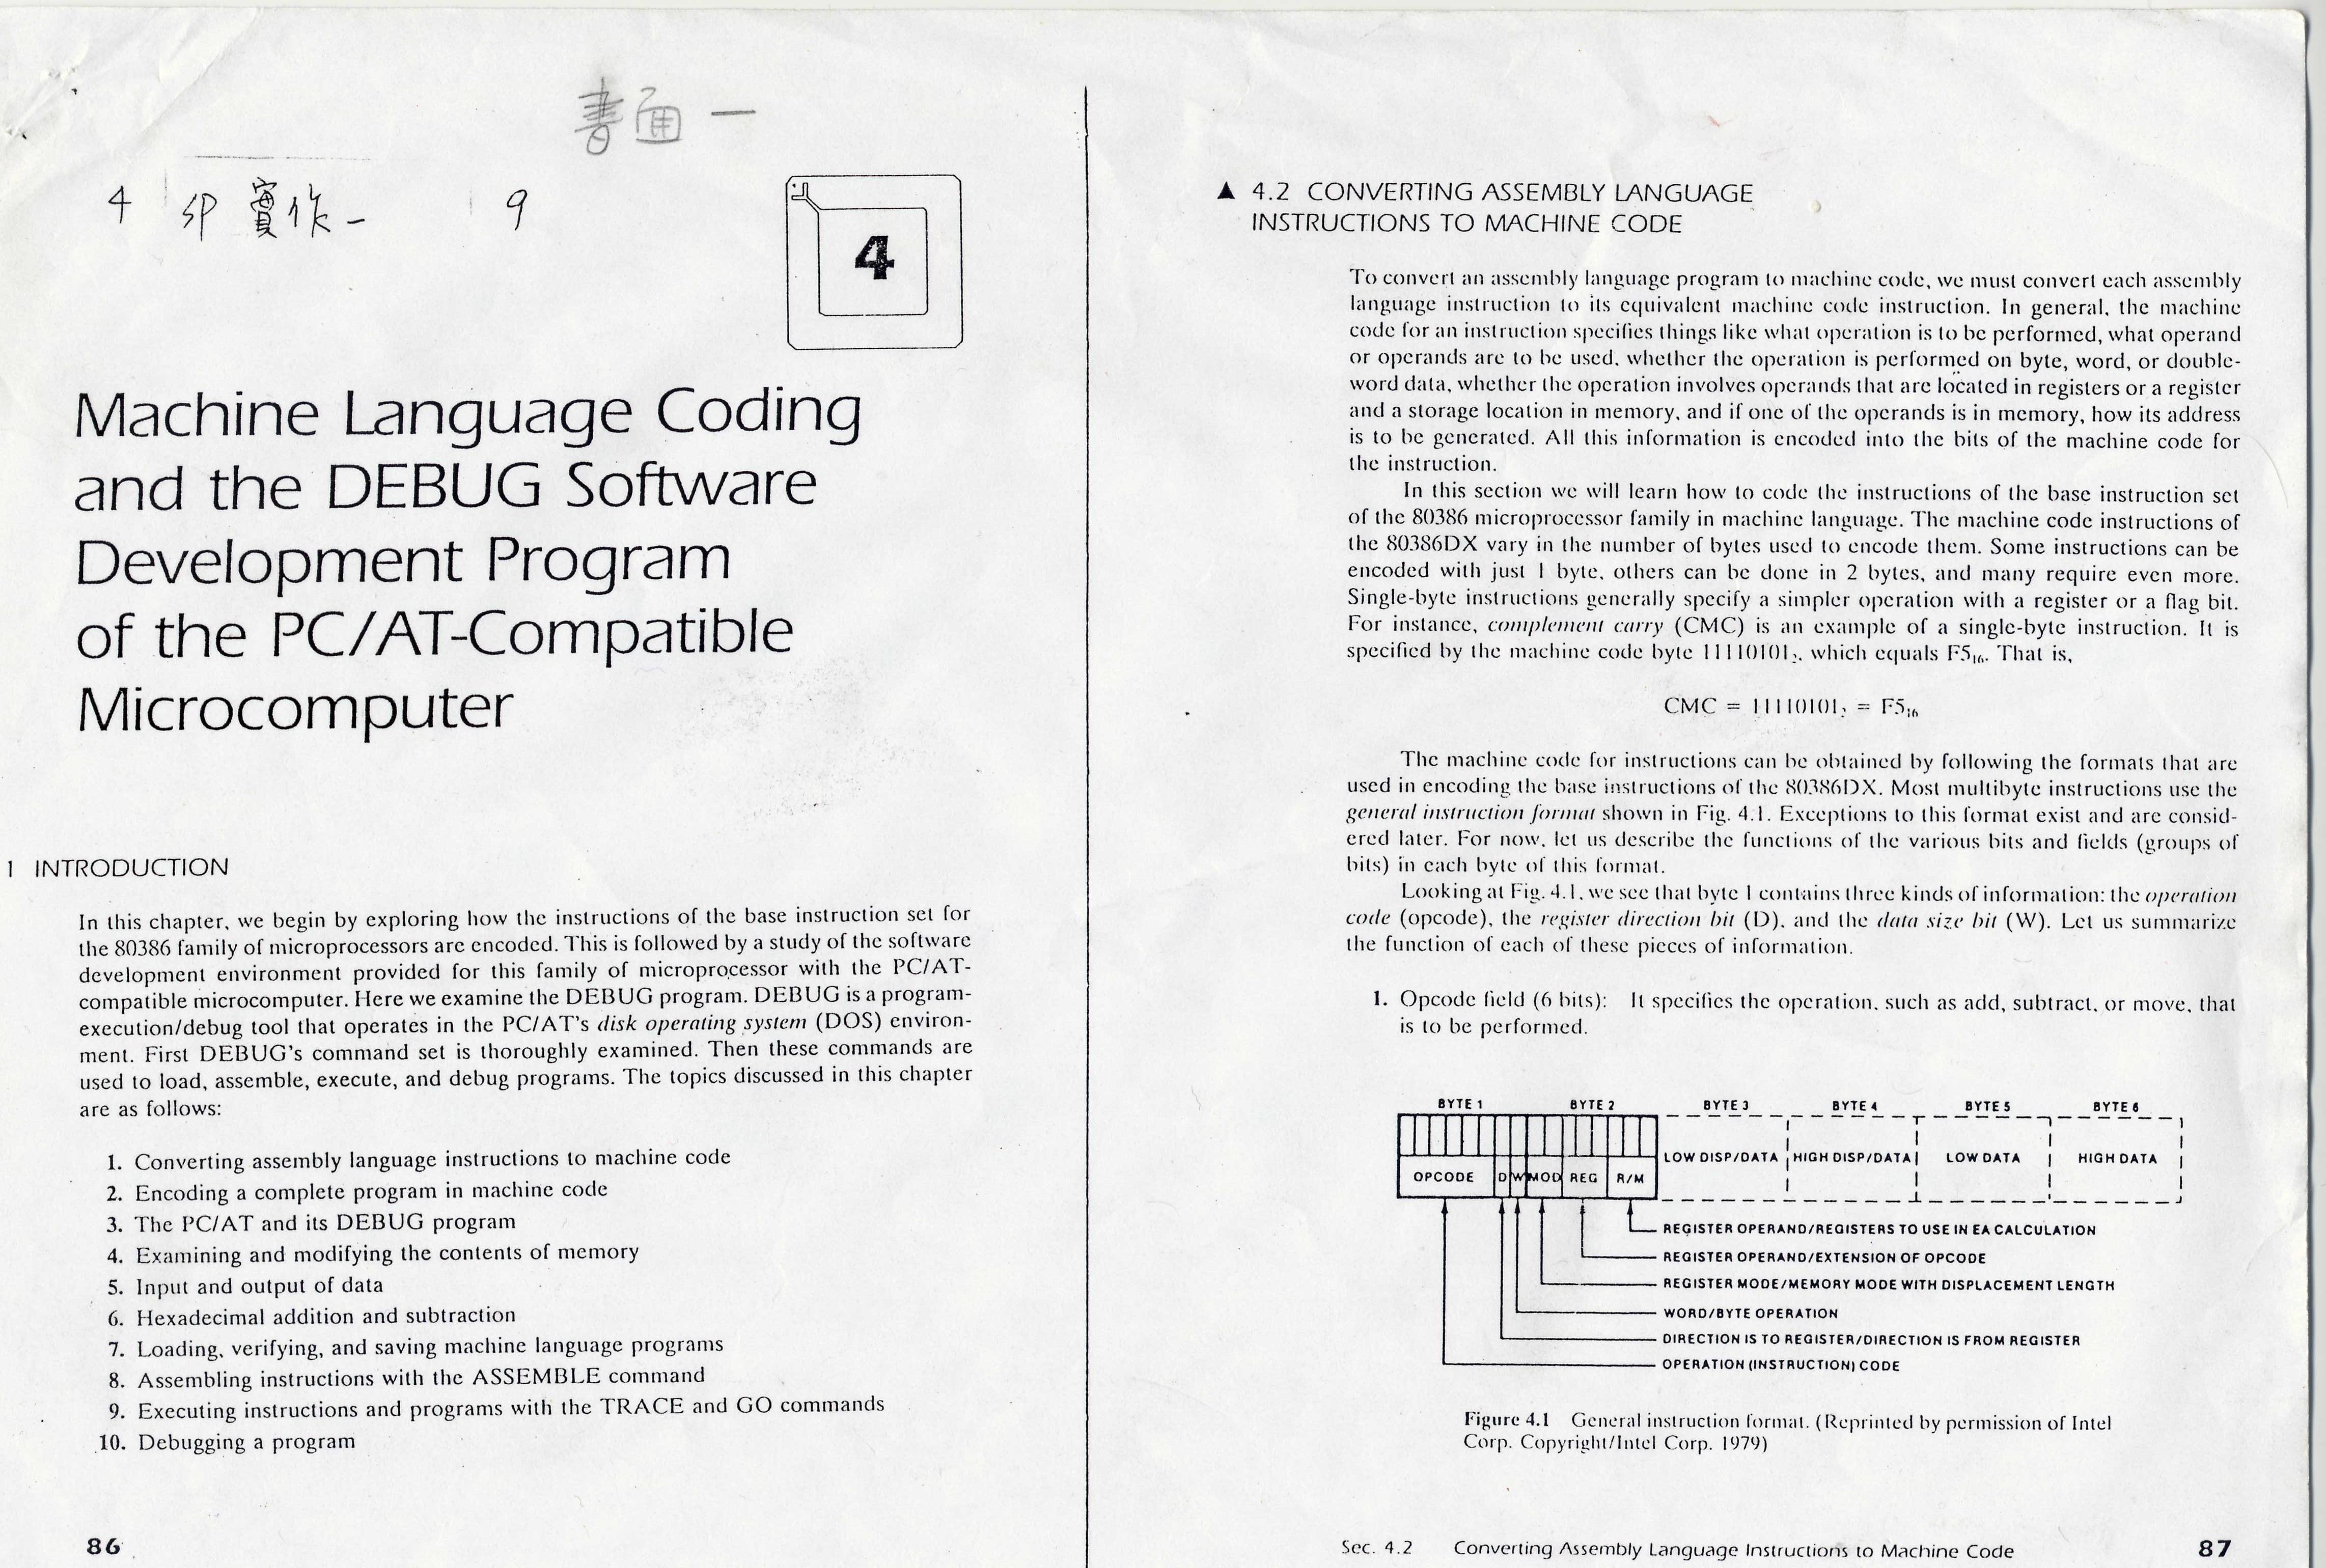 書面一
4 印 實作一 9
4
Machine Language Coding
and the DEBUG Software
Development Program
of the PC/AT-Compatible
Microcomputer
1 INTRODUCTION
In this chapter, we begin by exploring how the instructions of the base instruction set for
the 80386 family of microprocessors are encoded. This is followed by a study of the software
development environment provided for this family of microprocessor with the PC/AT-
compatible microcomputer. Here we examine the DEBUG program. DEBUG is a program-
execution/debug tool that operates in the PC/AT's disk operating system (DOS) environ-
ment. First DEBUG's command set is thoroughly examined. Then these commands are
used to load, assemble, execute, and debug programs. The topics discussed in this chapter
are as follows:
1. Converting assembly language instructions to machine code
2. Encoding a complete program in machine code
3. The PC/AT and its DEBUG program
4. Examining and modifying the contents of memory
5. Input and output of data
6. Hexadecimal addition and subtraction
7. Loading, verifying, and saving machine language programs
8. Assembling instructions with the ASSEMBLE command
9. Executing instructions and programs with the TRACE and GO commands
10. Debugging a program
86
▲ 4.2 CONVERTING ASSEMBLY LANGUAGE
INSTRUCTIONS TO MACHINE CODE
To convert an assembly language program to machine code, we must convert each assembly
language instruction to its equivalent machine code instruction. In general, the machine
code for an instruction specifies things like what operation is to be performed, what operand
or operands are to be used, whether the operation is performed on byte, word, or double-
word data, whether the operation involves operands that are located in registers or a register
and a storage location in memory, and if one of the operands is in memory, how its address
is to be generated. All this information is encoded into the bits of the machine code for
the instruction.
In this section we will learn how to code the instructions of the base instruction set
of the 80386 microprocessor family in machine language. The machine code instructions of
the 80386DX vary in the number of bytes used to encode them. Some instructions can be
encoded with just 1 byte, others can be done in 2 bytes, and many require even more.
Single-byte instructions generally specify a simpler operation with a register or a flag bit.
For instance, complement carry (CMC) is an example of a single-byte instruction. It is
specified by the machine code byte 11110101₂, which equals F5₁₆. That is,
CMC = 11110101₂ = F5₁₆
The machine code for instructions can be obtained by following the formats that are
used in encoding the base instructions of the 80386DX. Most multibyte instructions use the
general instruction format shown in Fig. 4.1. Exceptions to this format exist and are consid-
ered later. For now, let us describe the functions of the various bits and fields (groups of
bits) in each byte of this format.
Looking at Fig. 4.1, we see that byte 1 contains three kinds of information: the operation
code (opcode), the register direction bit (D), and the data size bit (W). Let us summarize
the function of each of these pieces of information.
1. Opcode field (6 bits): It specifies the operation, such as add, subtract, or move, that
is to be performed.
BYTE 1 BYTE 2 BYTE 3 BYTE 4 BYTE 5 BYTE 6
LOW DISP/DATA HIGH DISP/DATA LOW DATA HIGH DATA
OPCODE D W MOD REG R/M
REGISTER OPERAND/REGISTERS TO USE IN EA CALCULATION
REGISTER OPERAND/EXTENSION OF OPCODE
REGISTER MODE/MEMORY MODE WITH DISPLACEMENT LENGTH
WORD/BYTE OPERATION
DIRECTION IS TO REGISTER/DIRECTION IS FROM REGISTER
OPERATION (INSTRUCTION) CODE
Figure 4.1 General instruction format. (Reprinted by permission of Intel
Corp. Copyright/Intel Corp. 1979)
Sec. 4.2 Converting Assembly Language Instructions to Machine Code 87